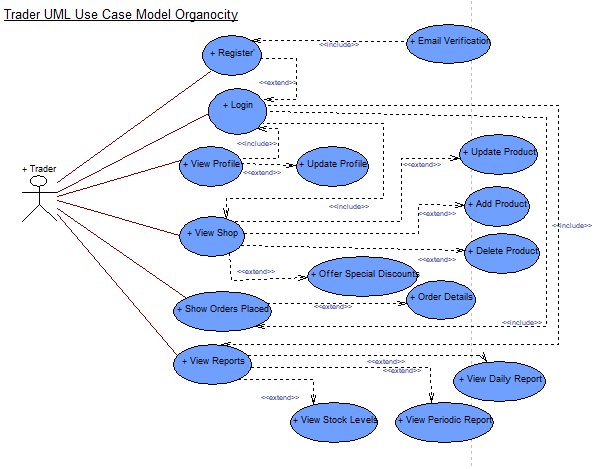 Trader UML Use Case Model Organocity
+ Register'
<<include>>
+ Email Verification
<<extend>>
+ Login
<<include>>
+ Update Product
+ Trader
+ View Profile
<<extend>>
+ Update Profile
<<extend>>
<<include>>
+ Add Product
<<extend>>
<<include>>
+ View Shop
+ Delete Product
<<extend>>
<<extend>>
+ Offer Special Discounts
+ Order Details
+ Show Orders Placed
<<extend>>
<<include>>
+ View Reports
<<extend>>
<<extend>>
+ View Daily Report
<<extend>>
<<extend>>
+ View Stock Levels
+ View Periodic Report